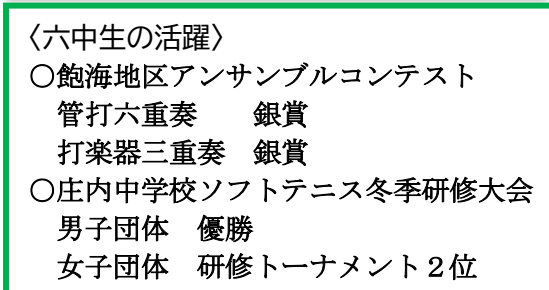 〈六中生の活躍〉
〇飽海地区アンサンブルコンテスト
管打六重奏　　銀賞
打楽器三重奏　銀賞
〇庄内中学校ソフトテニス冬季研修大会
男子団体　優勝
女子団体　研修トーナメント２位